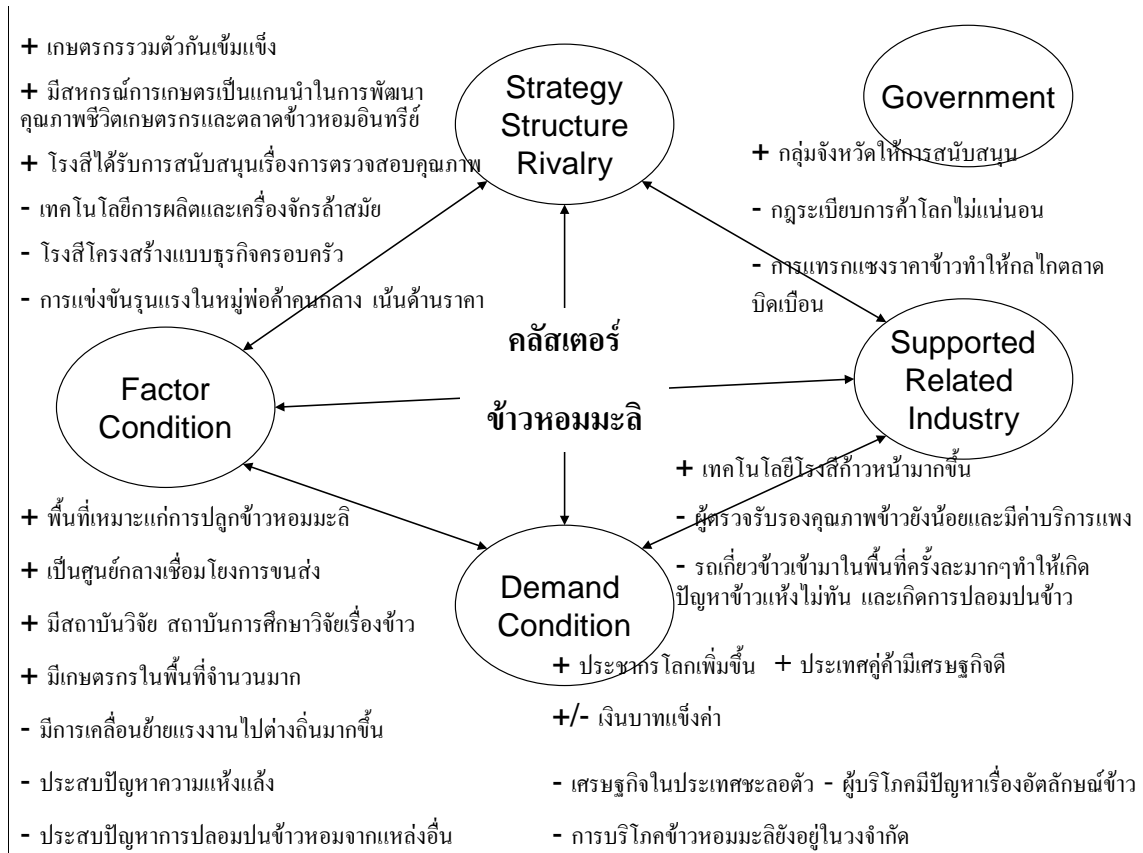 + เกษตรกรรวมตัวกันเข้มแข็ง
+ มีสหกรณ์การเกษตรเป็นแกนนำในการพัฒนา
คุณภาพชีวิตเกษตรกรและตลาดข้าวหอมอินทรีย์
+ โรงสีได้รับการสนับสนุนเรื่องการตรวจสอบคุณภาพ
- เทคโนโลยีการผลิตและเครื่องจักรล้าสมัย
- โรงสีโครงสร้างแบบธุรกิจครอบครัว
- การแข่งขันรุนแรงในหมู่พ่อค้าคนกลาง เน้นด้านราคา
Strategy
Structure
Rivalry
Government
+ กลุ่มจังหวัดให้การสนับสนุน
- กฎระเบียบการค้าโลกไม่แน่นอน
- การแทรกแซงราคาข้าวทำให้กลไกตลาด
บิดเบือน
คลัสเตอร์
ข้าวหอมมะลิ
Factor
Condition
Supported
Related
Industry
+ เทคโนโลยีโรงสีก้าวหน้ามากขึ้น
- ผู้ตรวจรับรองคุณภาพข้าวยังน้อยและมีค่าบริการแพง
- รถเกี่ยวข้าวเข้ามาในพื้นที่ครั้งละมากๆทำให้เกิด
ปัญหาข้าวแห้งไม่ทัน และเกิดการปลอมปนข้าว
+ พื้นที่เหมาะแก่การปลูกข้าวหอมมะลิ
+ เป็นศูนย์กลางเชื่อมโยงการขนส่ง
+ มีสถาบันวิจัย สถาบันการศึกษาวิจัยเรื่องข้าว
+ มีเกษตรกรในพื้นที่จำนวนมาก
- มีการเคลื่อนย้ายแรงงานไปต่างถิ่นมากขึ้น
- ประสบปัญหาความแห้งแล้ง
- ประสบปัญหาการปลอมปนข้าวหอมจากแหล่งอื่น
Demand
Condition
+ ประชากรโลกเพิ่มขึ้น + ประเทศคู่ค้ามีเศรษฐกิจดี
+/- เงินบาทแข็งค่า
- เศรษฐกิจในประเทศชะลอตัว - ผู้บริโภคมีปัญหาเรื่องอัตลักษณ์ข้าว
- การบริโภคข้าวหอมมะลิยังอยู่ในวงจำกัด